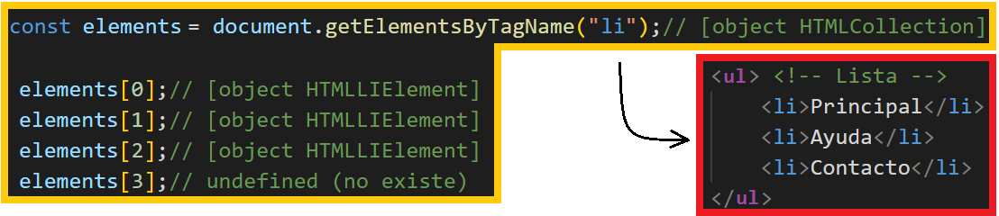 const elements = document.getElementsByTagName("li");// [object HTMLCollection]
elements[0];// [object HTMLLIElement]
elements[1];// [object HTMLLIElement]
elements[2];// [object HTMLLIElement]
elements[3];// undefined (no existe)
<ul> <!-- Lista -->
<li>Principal</li>
<li>Ayuda</li>
<li>Contacto</li>
</ul>